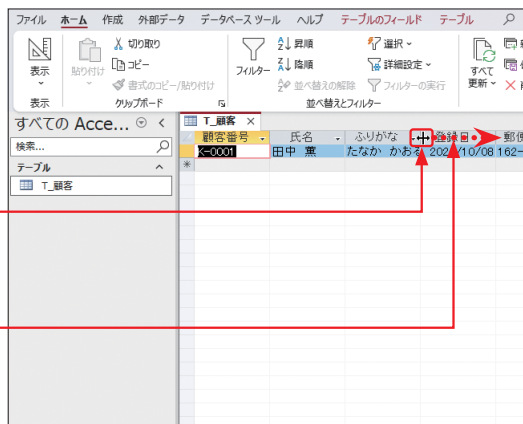 ファイル ホーム 作成 外部データ データベース ツール ヘルプ テーブルのフィールド テーブル
表示
貼り付け
切り取り
コピー
書式のコピー/貼り付け
フィルター
昇順
降順
並べ替えの解除
選択
詳細設定
フィルターの実行
すべて
更新
表示 クリップボード 並べ替えとフィルター
すべての Acce...
検索...
テーブル
T_顧客
T_顧客 ×
顧客番号 氏名 ふりがな 登録日 郵便
K-0001 田中 薫 たなか かおる /10/08 162-
*